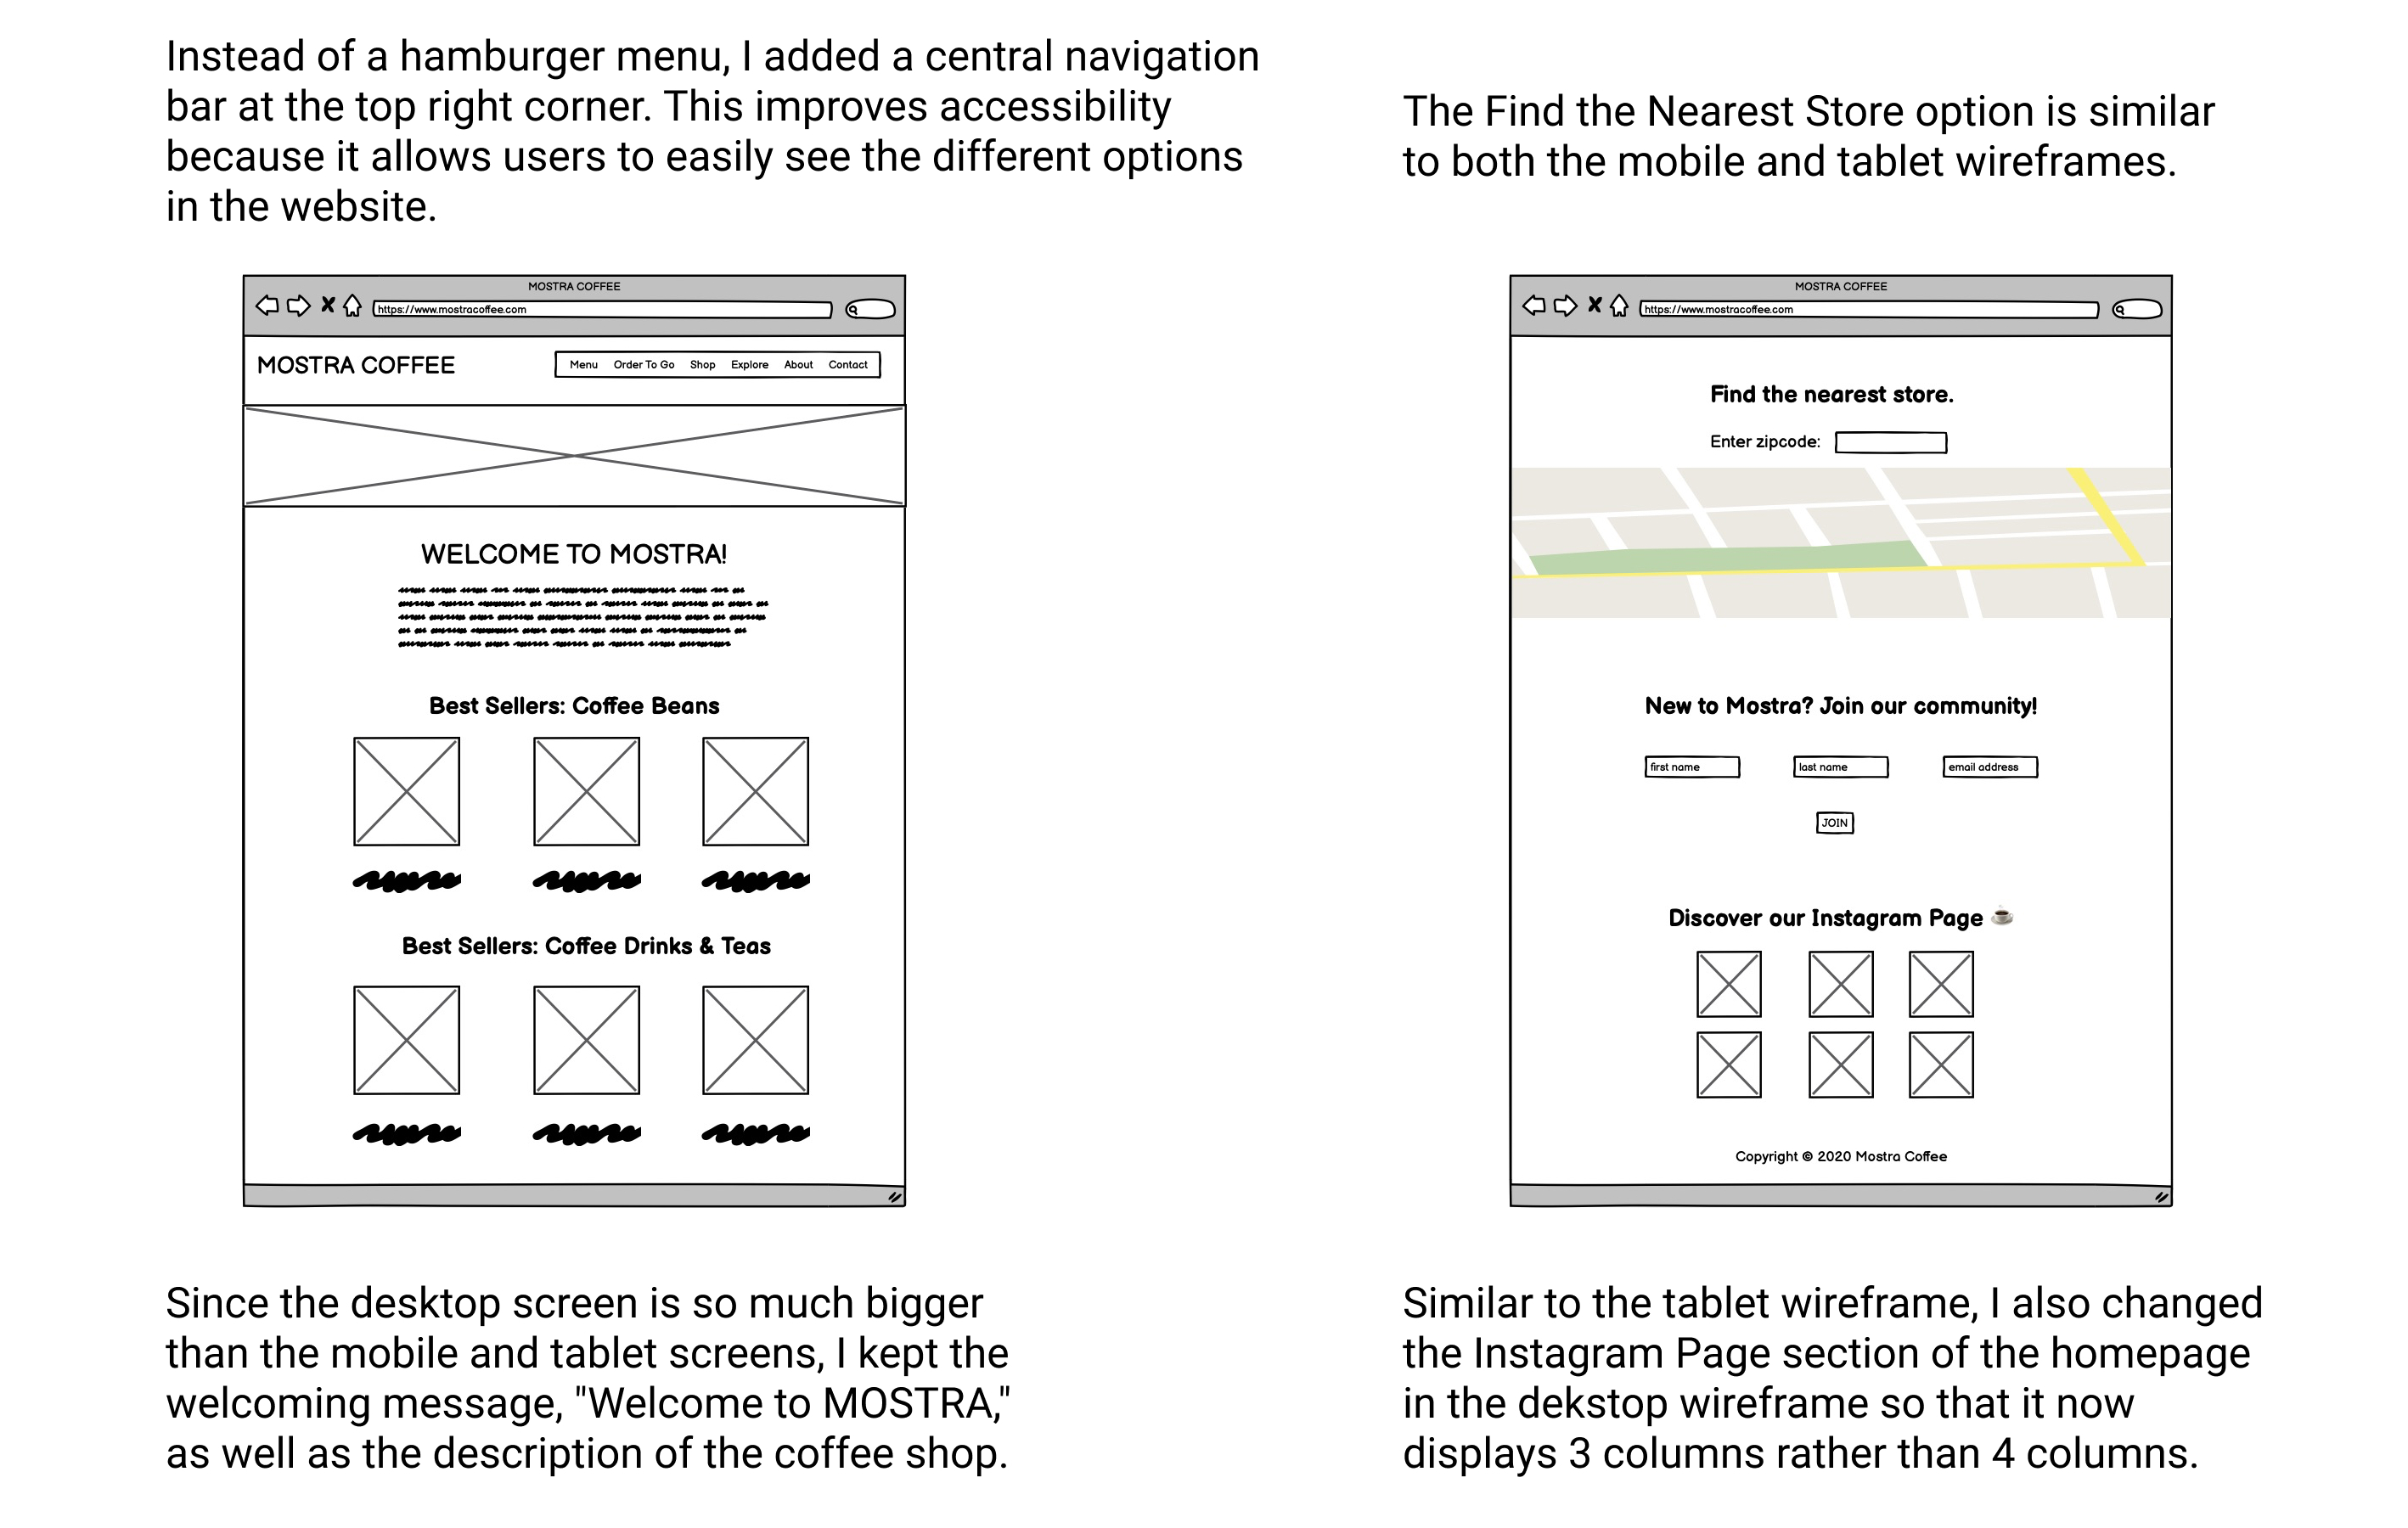 Instead of a hamburger menu, I added a central navigation
bar at the top right corner. This improves accessibility
because it allows users to easily see the different options
in the website.
MOSTRA COFFEE
https://www.mostracoffee.com
MOSTRA COFFEE
Menu Order To Go Shop Explore About Contact
WELCOME TO MOSTRA!
Best Sellers: Coffee Beans
Best Sellers: Coffee Drinks & Teas
Since the desktop screen is so much bigger
than the mobile and tablet screens, I kept the
welcoming message, "Welcome to MOSTRA,"
as well as the description of the coffee shop.
The Find the Nearest Store option is similar
to both the mobile and tablet wireframes.
MOSTRA COFFEE
https://www.mostracoffee.com
Find the nearest store.
Enter zipcode:
New to Mostra? Join our community!
first name last name email address
JOIN
Discover our Instagram Page ☕
Copyright © 2020 Mostra Coffee
Similar to the tablet wireframe, I also changed
the Instagram Page section of the homepage
in the dekstop wireframe so that it now
displays 3 columns rather than 4 columns.